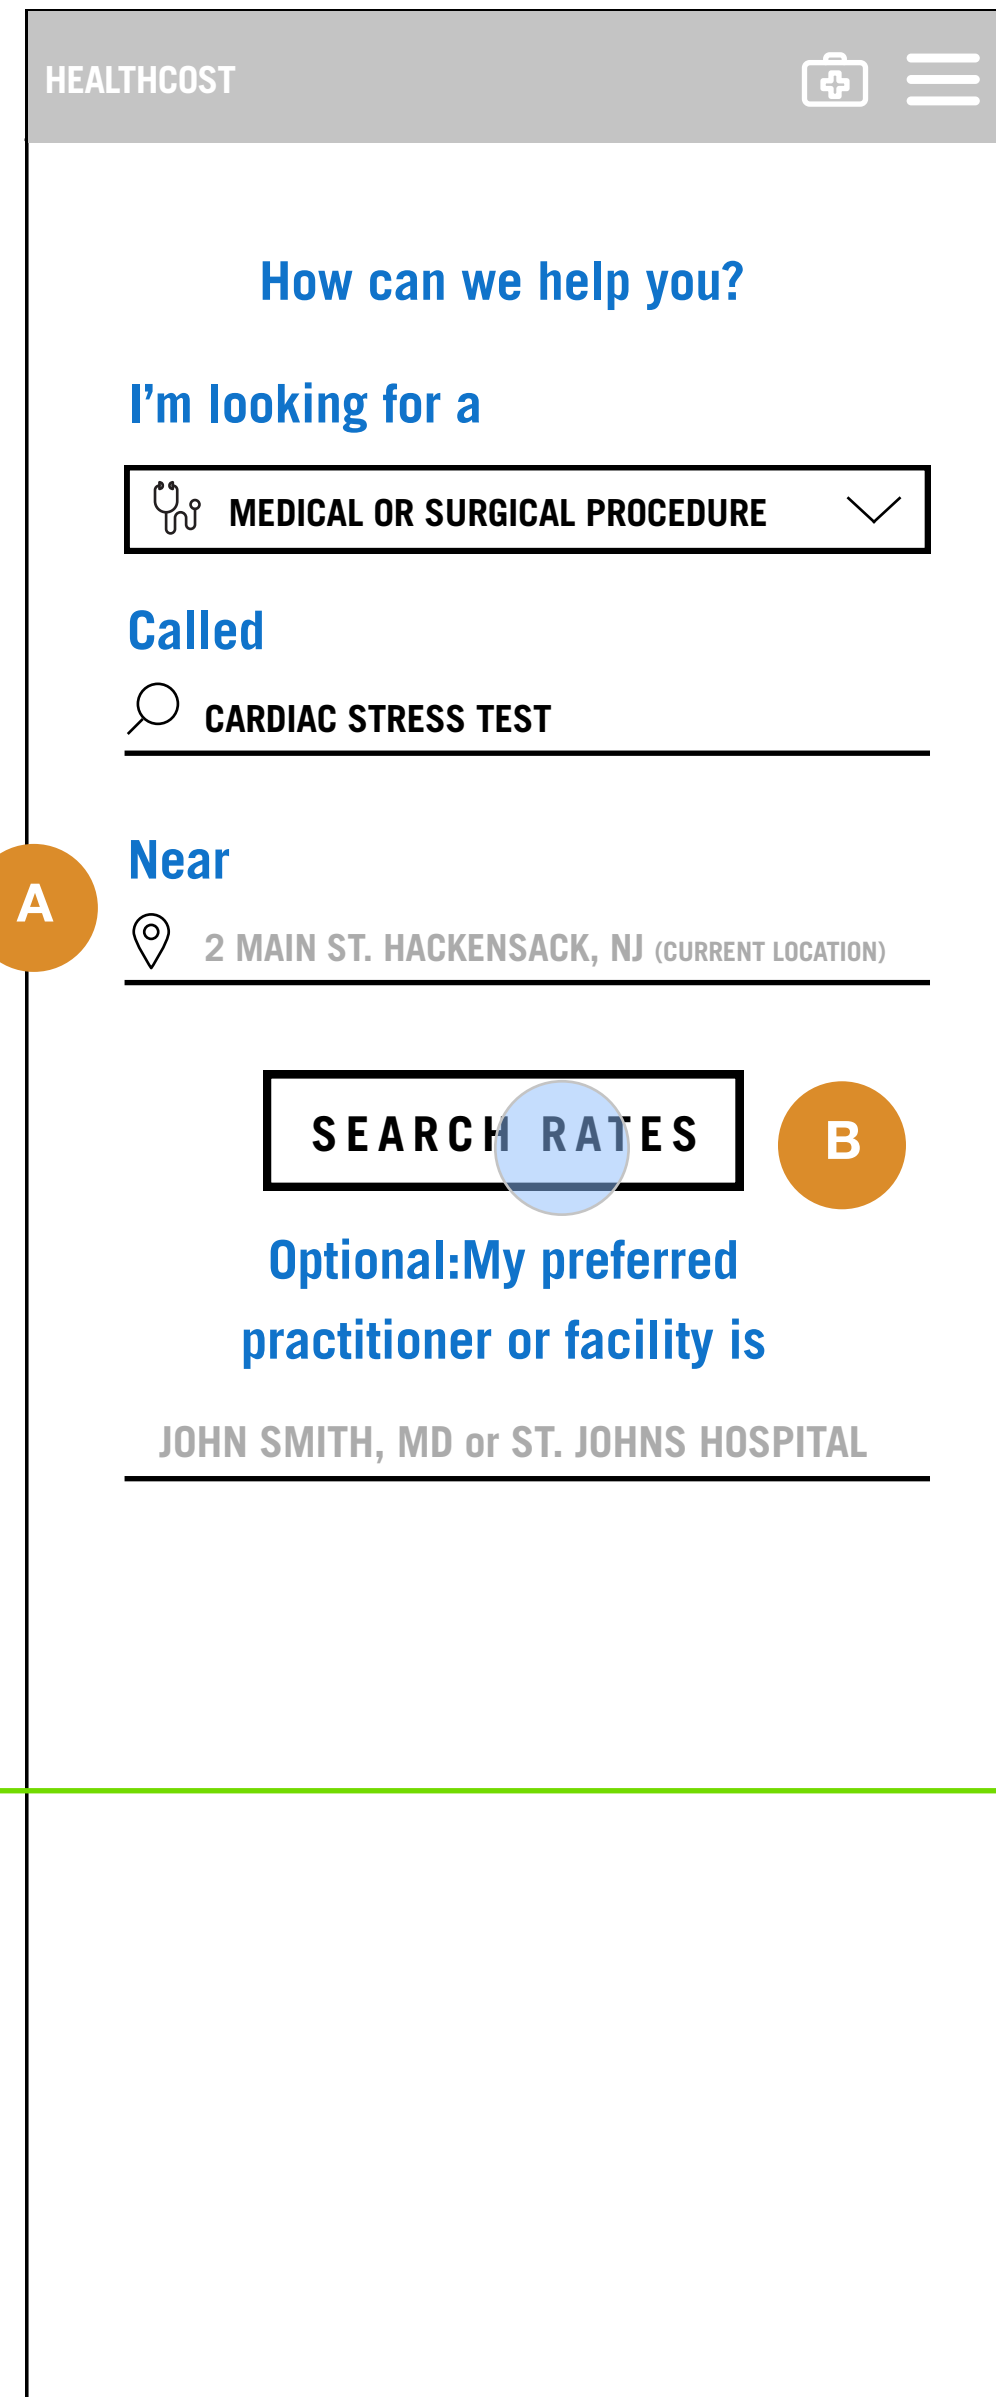 HEALTHCOST
How can we help you?
I'm looking for a
MEDICAL OR SURGICAL PROCEDURE
Called
CARDIAC STRESS TEST
Near
A
2 MAIN ST. HACKENSACK, NJ (CURRENT LOCATION)
SEARCH RATES
B
Optional:My preferred
practitioner or facility is
JOHN SMITH, MD or ST. JOHNS HOSPITAL